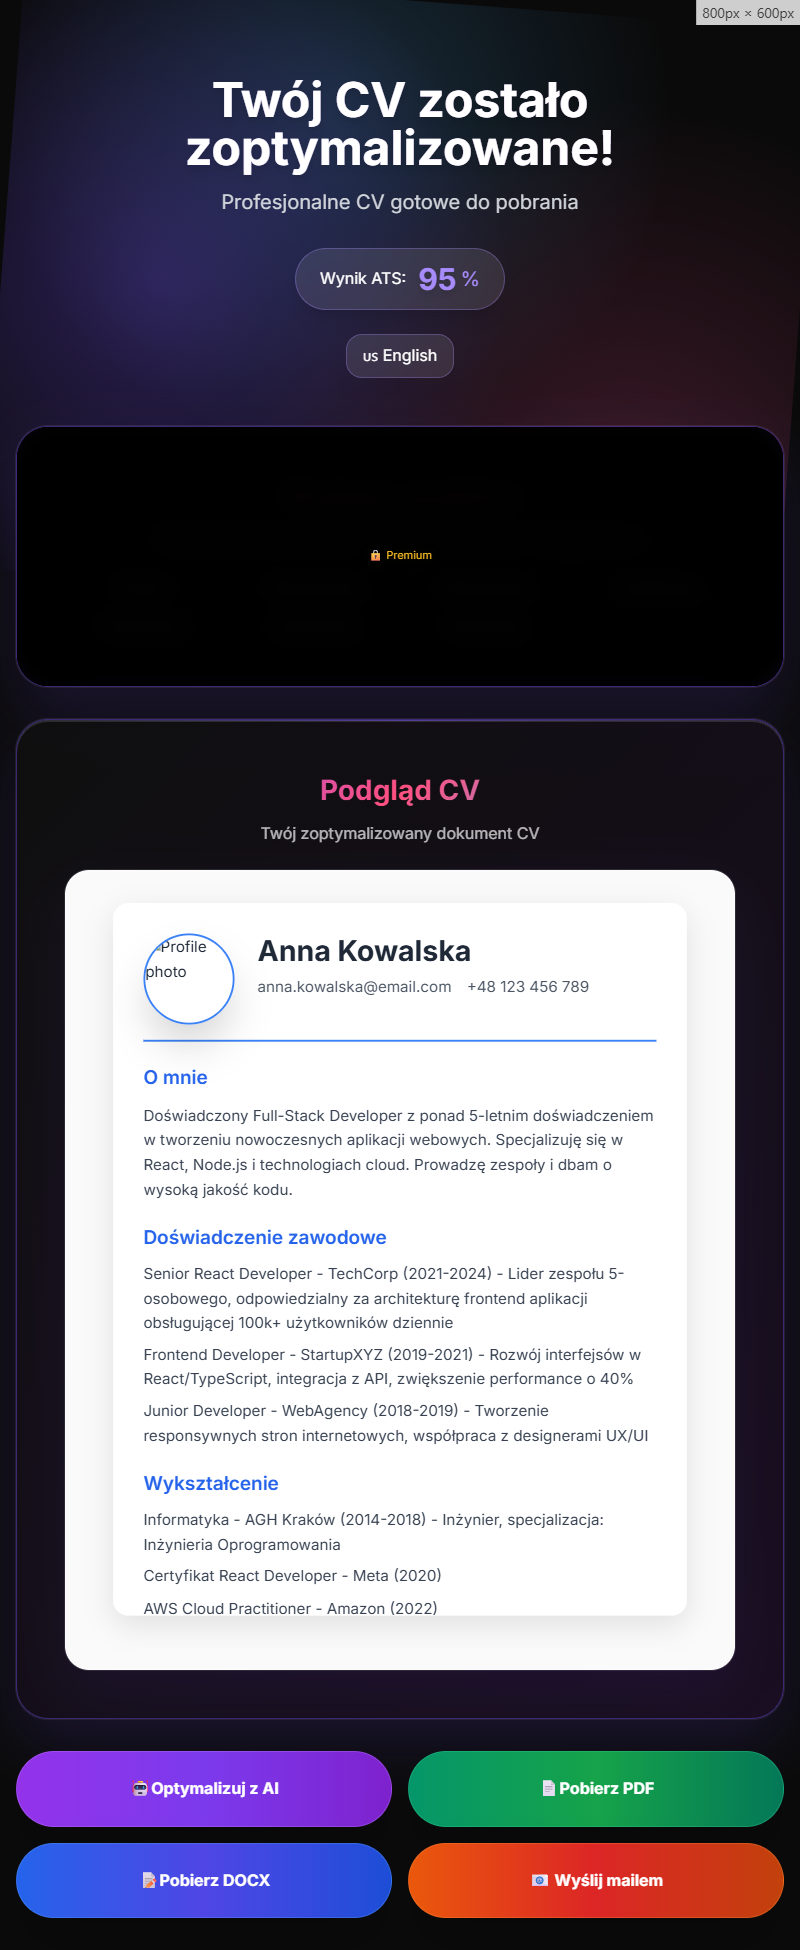 800px × 600px
Twój CV zostało
zoptymalizowane!
Profesjonalne CV gotowe do pobrania
Wynik ATS: 95 %
US English
🔒 Premium
Podgląd CV
Twój zoptymalizowany dokument CV
Profile
photo
Anna Kowalska
anna.kowalska@email.com +48 123 456 789
O mnie
Doświadczony Full-Stack Developer z ponad 5-letnim doświadczeniem
w tworzeniu nowoczesnych aplikacji webowych. Specjalizuję się w
React, Node.js i technologiach cloud. Prowadzę zespoły i dbam o
wysoką jakość kodu.
Doświadczenie zawodowe
Senior React Developer - TechCorp (2021-2024) - Lider zespołu 5-
osobowego, odpowiedzialny za architekturę frontend aplikacji
obsługującej 100k+ użytkowników dziennie
Frontend Developer - StartupXYZ (2019-2021) - Rozwój interfejsów w
React/TypeScript, integracja z API, zwiększenie performance o 40%
Junior Developer - WebAgency (2018-2019) - Tworzenie
responsywnych stron internetowych, współpraca z designerami UX/UI
Wykształcenie
Informatyka - AGH Kraków (2014-2018) - Inżynier, specjalizacja:
Inżynieria Oprogramowania
Certyfikat React Developer - Meta (2020)
AWS Cloud Practitioner - Amazon (2022)
🤖 Optymalizuj z AI
📄 Pobierz PDF
📝 Pobierz DOCX
📧 Wyślij mailem